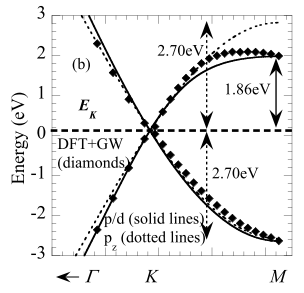 3
2
1
0
-1
-2
-3
Energy (eV)
(b)
2.70eV
1.86eV
E_K
DFT+GW
(diamonds)
2.70eV
p/d (solid lines)
p_z (dotted lines)
← Γ K M